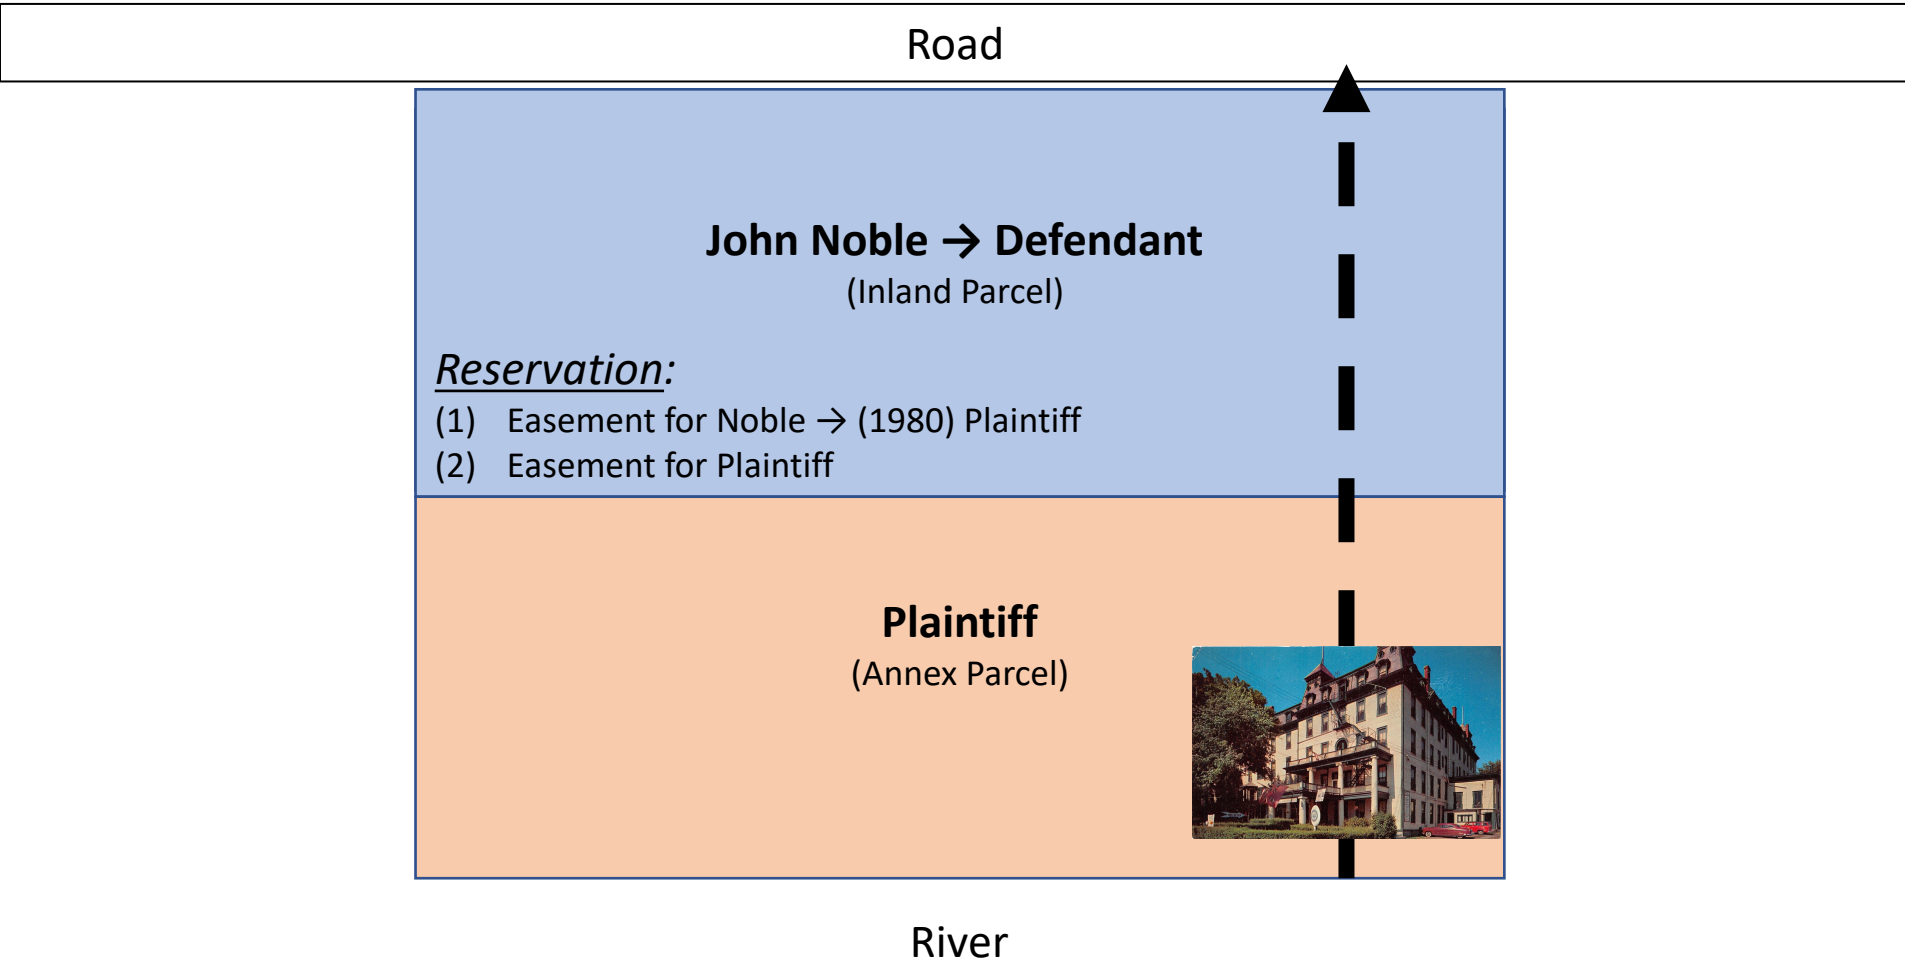 Road
John Noble → Defendant
(Inland Parcel)
Reservation:
(1) Easement for Noble → (1980) Plaintiff
(2) Easement for Plaintiff
Plaintiff
(Annex Parcel)
River